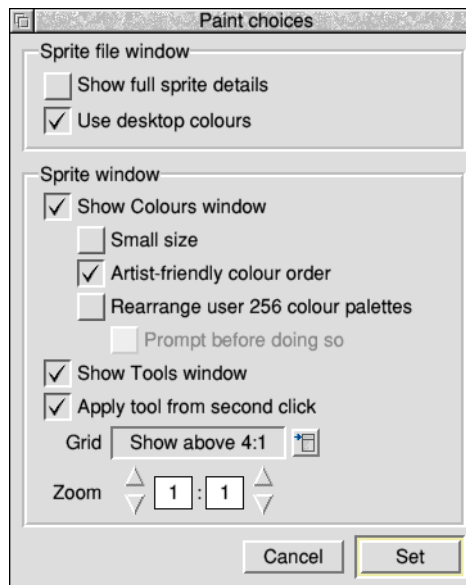 Paint choices
Sprite file window
Show full sprite details
Use desktop colours
Sprite window
Show Colours window
Small size
Artist-friendly colour order
Rearrange user 256 colour palettes
Prompt before doing so
Show Tools window
Apply tool from second click
Grid Show above 4:1
Zoom 1 : 1
Cancel Set